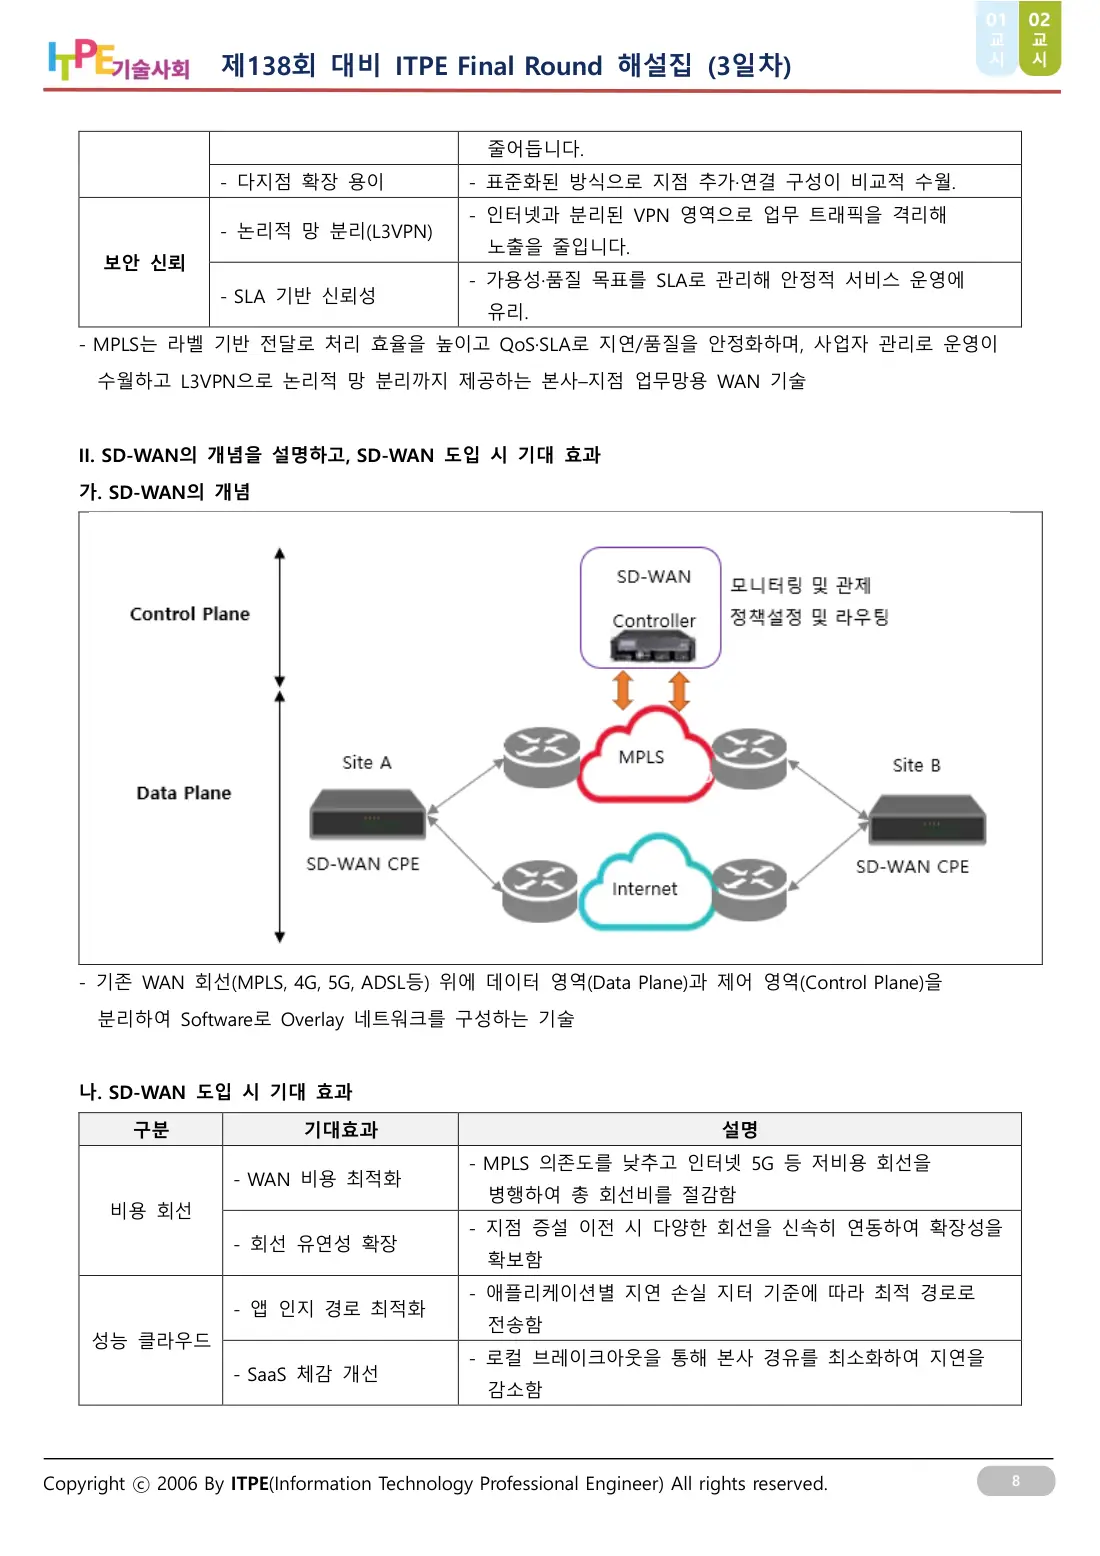 ITPE기술사회 제138회 대비 ITPE Final Round 해설집 (3일차)
01 교 시
02 교 시
줄어듭니다.
- 다지점 확장 용이
- 표준화된 방식으로 지점 추가·연결 구성이 비교적 수월.
보안 신뢰
- 논리적 망 분리(L3VPN)
- 인터넷과 분리된 VPN 영역으로 업무 트래픽을 격리해
노출을 줄입니다.
- SLA 기반 신뢰성
- 가용성·품질 목표를 SLA로 관리해 안정적 서비스 운영에
유리.
- MPLS는 라벨 기반 전달로 처리 효율을 높이고 QoS·SLA로 지연/품질을 안정화하며, 사업자 관리로 운영이
수월하고 L3VPN으로 논리적 망 분리까지 제공하는 본사–지점 업무망용 WAN 기술
II. SD-WAN의 개념을 설명하고, SD-WAN 도입 시 기대 효과
가. SD-WAN의 개념
Control Plane
SD-WAN
Controller
모니터링 및 관제
정책설정 및 라우팅
Data Plane
Site A
SD-WAN CPE
MPLS
Internet
Site B
SD-WAN CPE
- 기존 WAN 회선(MPLS, 4G, 5G, ADSL등) 위에 데이터 영역(Data Plane)과 제어 영역(Control Plane)을
분리하여 Software로 Overlay 네트워크를 구성하는 기술
나. SD-WAN 도입 시 기대 효과
구분 기대효과 설명
비용 회선
- WAN 비용 최적화
- MPLS 의존도를 낮추고 인터넷 5G 등 저비용 회선을
병행하여 총 회선비를 절감함
- 회선 유연성 확장
- 지점 증설 이전 시 다양한 회선을 신속히 연동하여 확장성을
확보함
성능 클라우드
- 앱 인지 경로 최적화
- 애플리케이션별 지연 손실 지터 기준에 따라 최적 경로로
전송함
- SaaS 체감 개선
- 로컬 브레이크아웃을 통해 본사 경유를 최소화하여 지연을
감소함
Copyright ⓒ 2006 By ITPE(Information Technology Professional Engineer) All rights reserved.
8